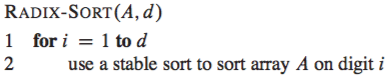 RADIX-SORT(A, d)
1 for i = 1 to d
2 use a stable sort to sort array A on digit i